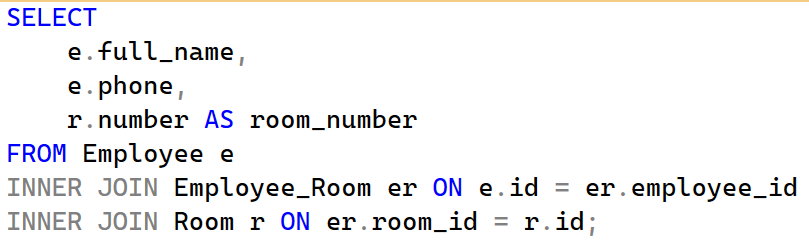 SELECT
    e.full_name,
    e.phone,
    r.number AS room_number
FROM Employee e
INNER JOIN Employee_Room er ON e.id = er.employee_id
INNER JOIN Room r ON er.room_id = r.id;